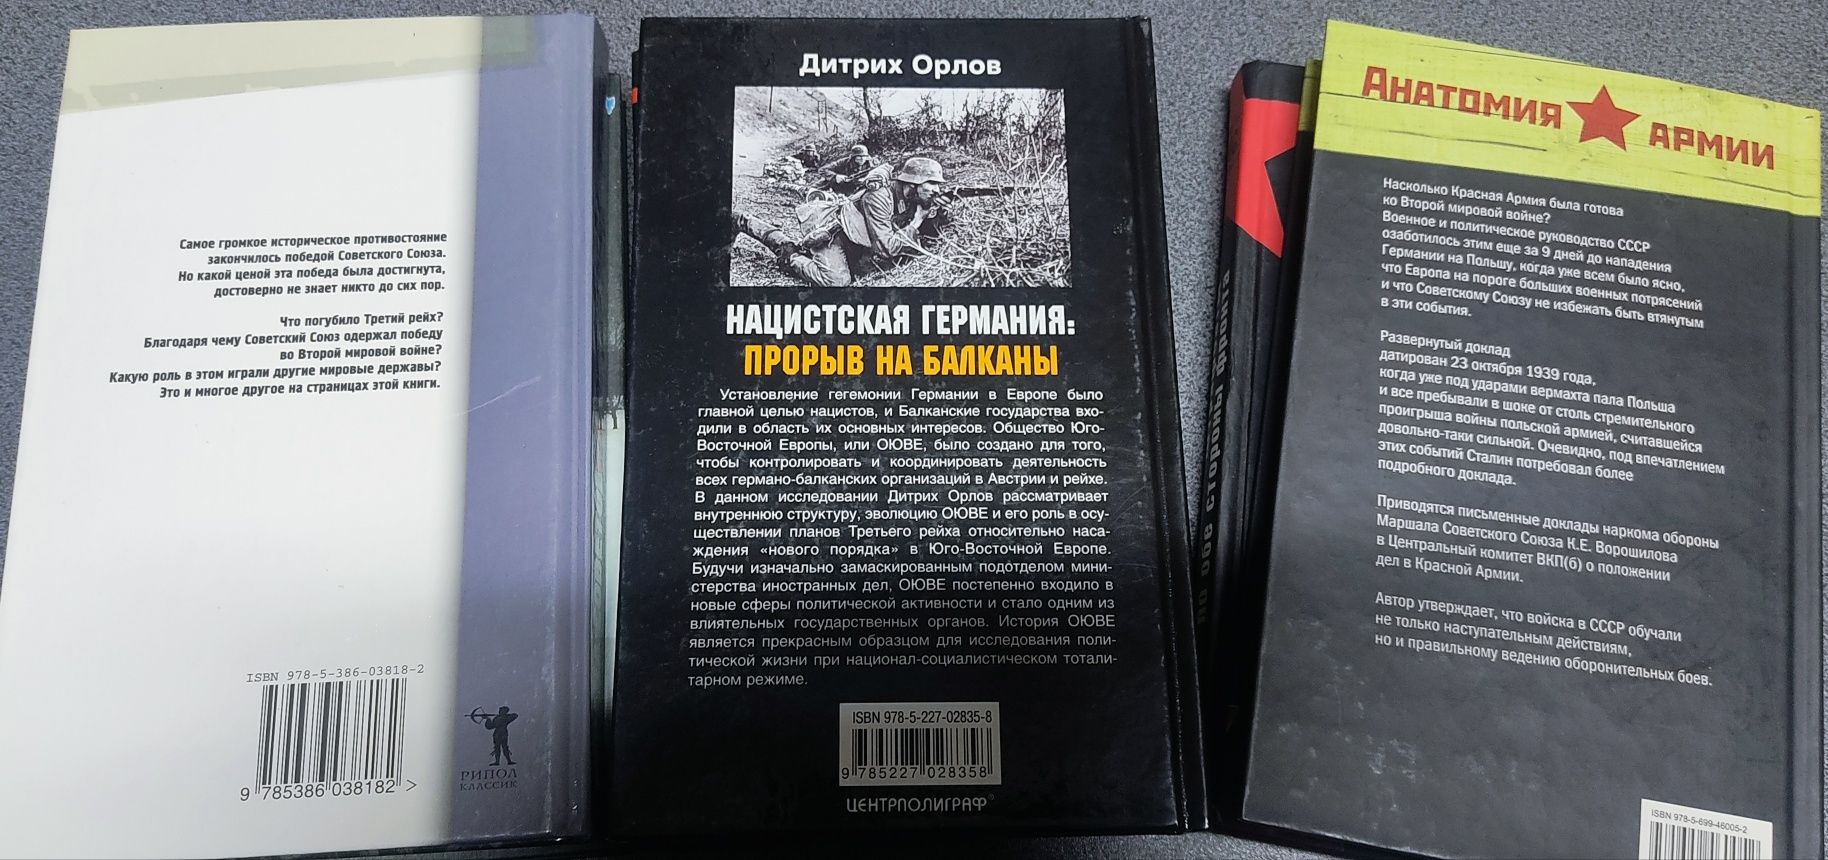 Самое громкое историческое противостояние
закончилось победой Советского Союза.
Но какой ценой эта победа была достигнута,
достоверно не знает никто до сих пор.
Что погубило Третий рейх?
Благодаря чему Советский Союз одержал победу
во Второй мировой войне?
Какую роль в этом играли другие мировые державы?
Это и многое другое на страницах этой книги.
ISBN 978-5-386-03818-2
9 785386 038182 >
РИПОЛ
КЛАССИК
Дитрих Орлов
НАЦИСТСКАЯ ГЕРМАНИЯ:
ПРОРЫВ НА БАЛКАНЫ
Установление гегемонии Германии в Европе было
главной целью нацистов, и Балканские государства вхо-
дили в область их основных интересов. Общество Юго-
Восточной Европы, или ОЮВЕ, было создано для того,
чтобы контролировать и координировать деятельность
всех германо-балканских организаций в Австрии и рейхе.
В данном исследовании Дитрих Орлов рассматривает
внутреннюю структуру, эволюцию ОЮВЕ и его роль в осу-
ществлении планов Третьего рейха относительно наса-
ждения «нового порядка» в Юго-Восточной Европе.
Будучи изначально замаскированным подотделом мини-
стерства иностранных дел, ОЮВЕ постепенно входило в
новые сферы политической активности и стало одним из
влиятельных государственных органов. История ОЮВЕ
является прекрасным образцом для исследования поли-
тической жизни при национал-социалистическом тотали-
тарном режиме.
ISBN 978-5-227-02835-8
9 785227 028358
ЦЕНТРПОЛИГРАФ®
по обе стороны фронта
АНАТОМИЯ АРМИИ
Насколько Красная Армия была готова
ко Второй мировой войне?
Военное и политическое руководство СССР
озаботилось этим еще за 9 дней до нападения
Германии на Польшу, когда уже всем было ясно,
что Европа на пороге больших военных потрясений
и что Советскому Союзу не избежать быть втянутым
в эти события.
Развернутый доклад
датирован 23 октября 1939 года,
когда уже под ударами вермахта пала Польша
и все пребывали в шоке от столь стремительного
проигрыша войны польской армией, считавшейся
довольно-таки сильной. Очевидно, под впечатлением
этих событий Сталин потребовал более
подробного доклада.
Приводятся письменные доклады наркома обороны
Маршала Советского Союза К.Е. Ворошилова
в Центральный комитет ВКП(б) о положении
дел в Красной Армии.
Автор утверждает, что войска в СССР обучали
не только наступательным действиям,
но и правильному ведению оборонительных боев.
ISBN 978-5-699-46005-2